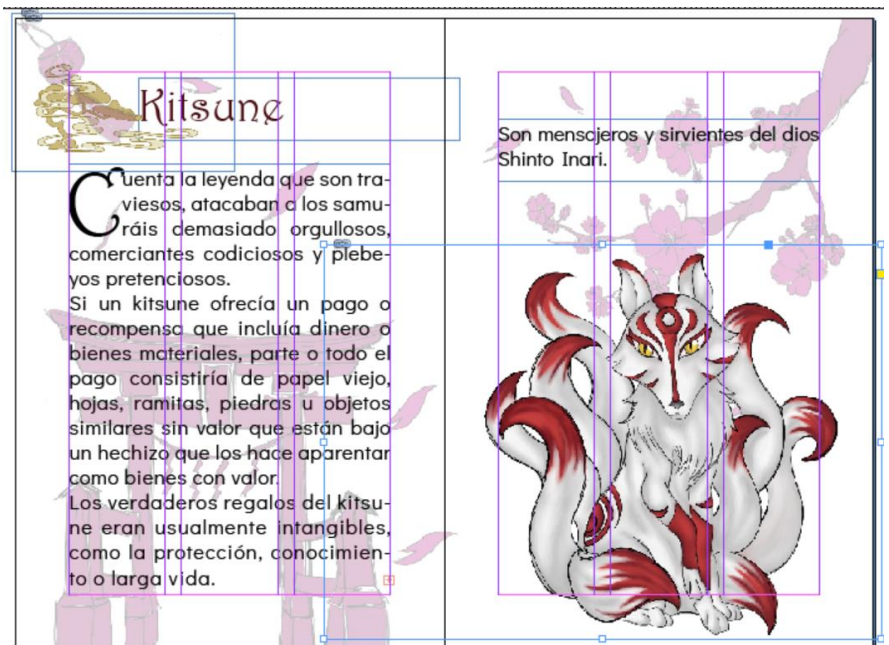 Kitsune
Cuenta la leyenda que son tra-
viesos, atacaban a los samu-
ráis demasiado orgullosos,
comerciantes codiciosos y plebe-
yos pretenciosos.
Si un kitsune ofrecía un pago o
recompensa que incluía dinero o
bienes materiales, parte o todo el
pago consistiría de papel viejo,
hojas, ramitas, piedras u objetos
similares sin valor que están bajo
un hechizo que los hace aparentar
como bienes con valor.
Los verdaderos regalos del kitsu-
ne eran usualmente intangibles,
como la protección, conocimien-
to o larga vida.
Son mensajeros y sirvientes del dios
Shinto Inari.